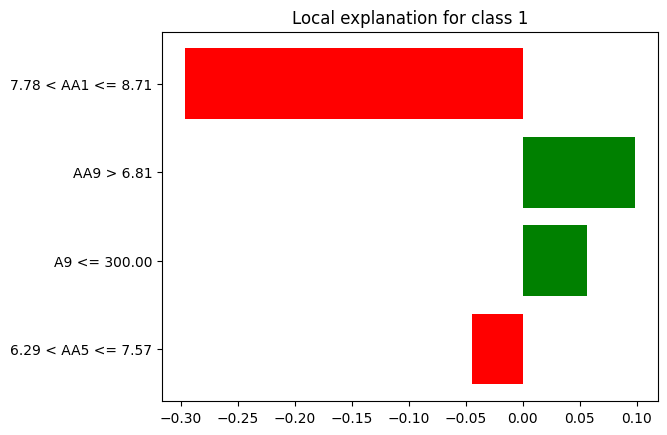 Local explanation for class 1
7.78 < AA1 <= 8.71
AA9 > 6.81
A9 <= 300.00
6.29 < AA5 <= 7.57
−0.30 −0.25 −0.20 −0.15 −0.10 −0.05 0.00 0.05 0.10